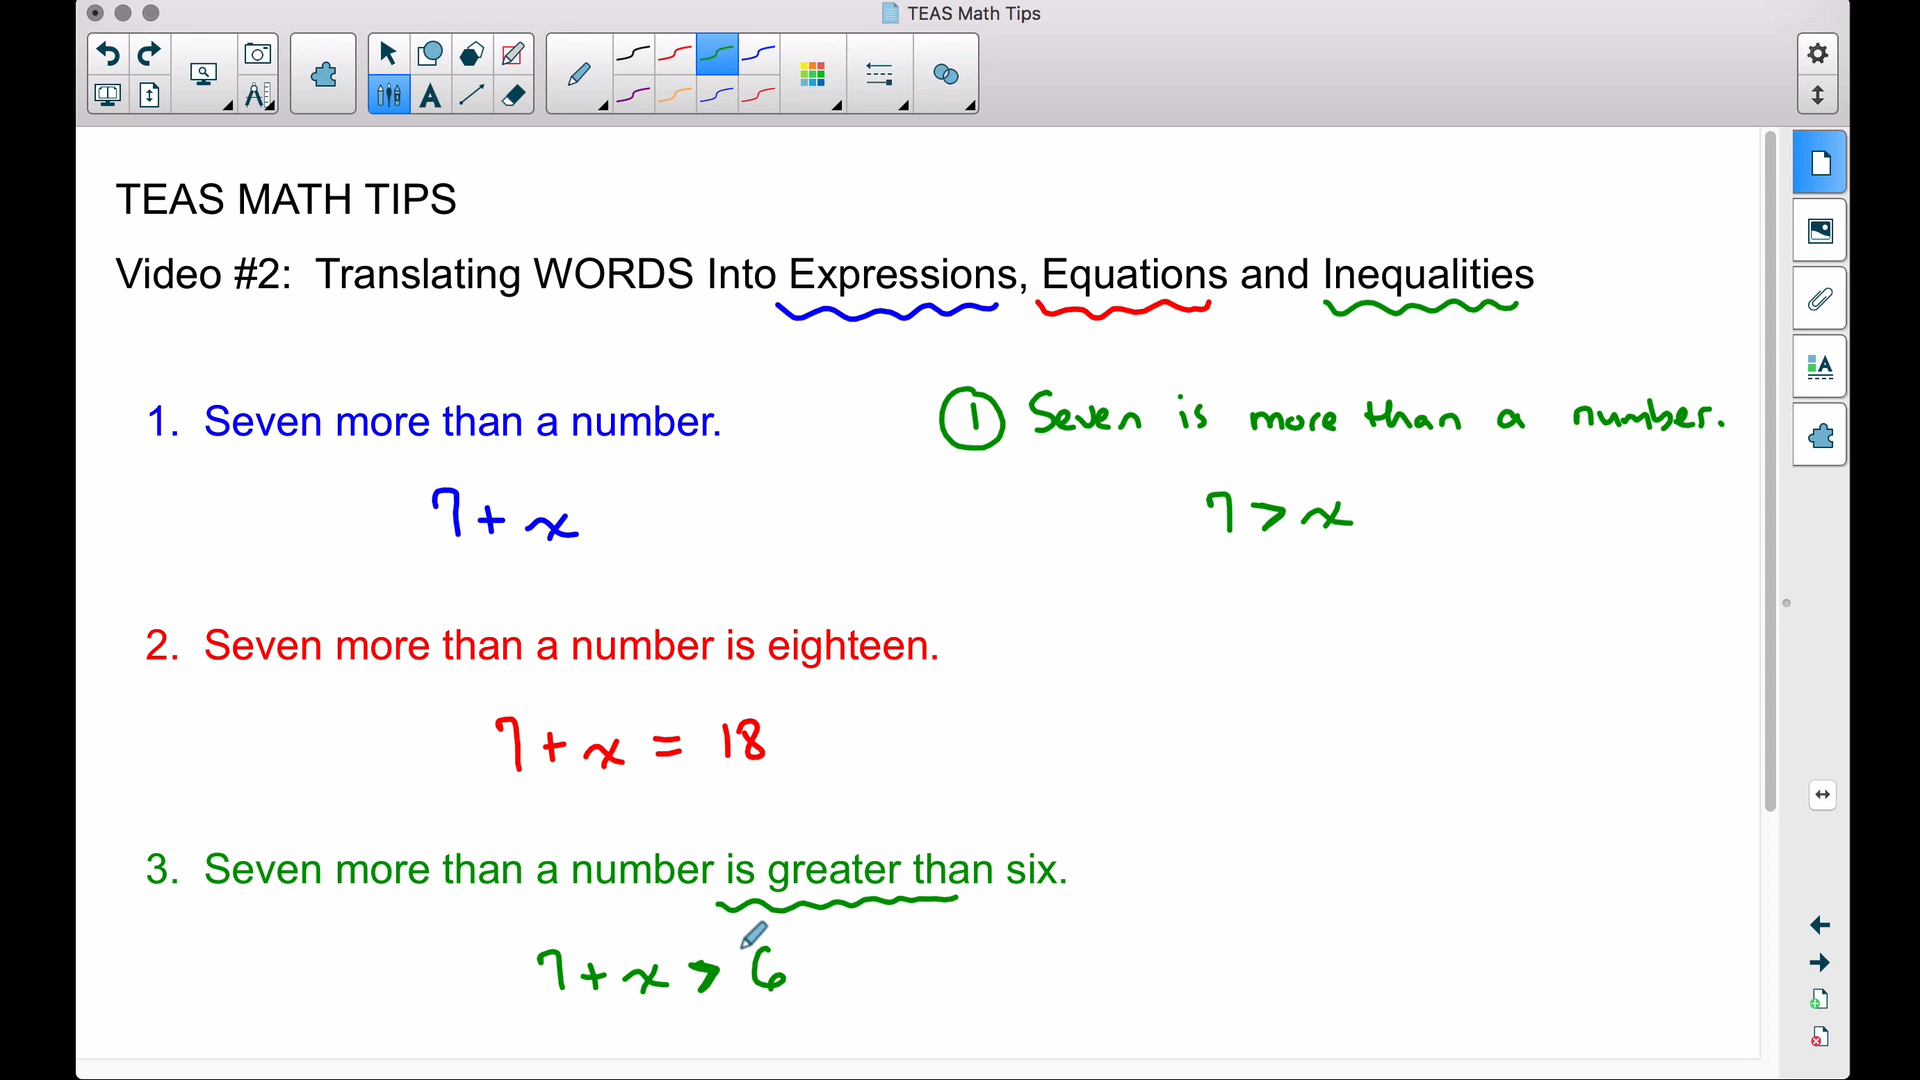 TEAS Math Tips
TEAS MATH TIPS
Video #2: Translating WORDS Into Expressions, Equations and Inequalities
1. Seven more than a number.
7 + x
① Seven is more than a number.
7 > x
2. Seven more than a number is eighteen.
7 + x = 18
3. Seven more than a number is greater than six.
7 + x > 6